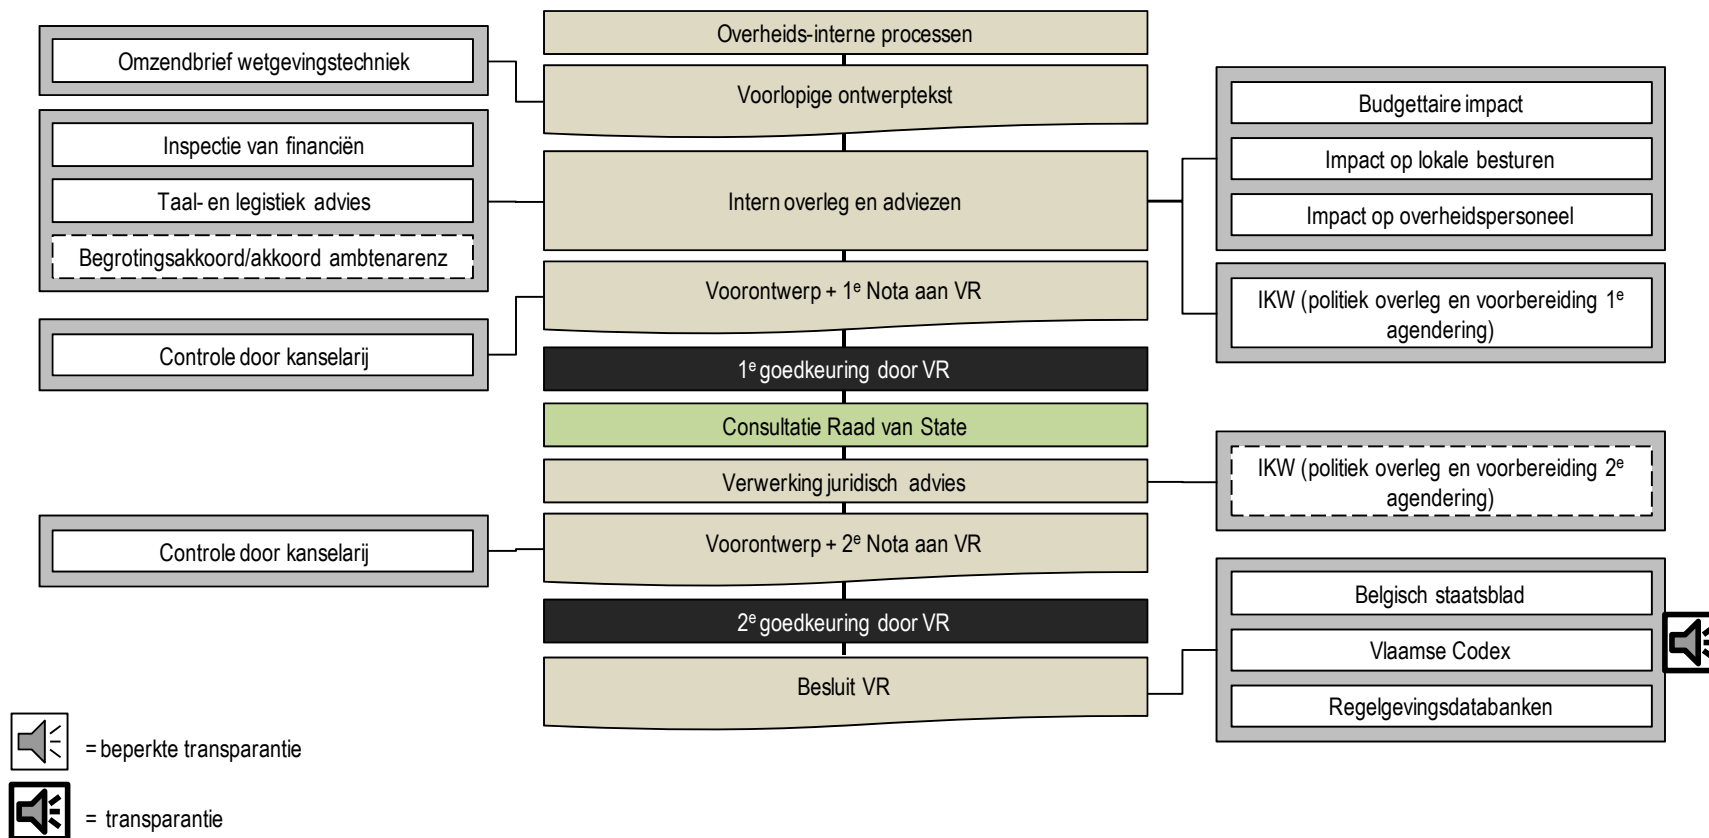 Overheids-interne processen
Omzendbrief wetgevingstechniek
Voorlopige ontwerptekst
Budgettaire impact
Inspectie van financiën
Impact op lokale besturen
Taal- en legistiek advies
Intern overleg en adviezen
Impact op overheidspersoneel
Begrotingsakkoord/akkoord ambtenarenz
Voorontwerp + 1e Nota aan VR
IKW (politiek overleg en voorbereiding 1e
agendering)
Controle door kanselarij
1e goedkeuring door VR
Consultatie Raad van State
IKW (politiek overleg en voorbereiding 2e
agendering)
Verwerking juridisch advies
Controle door kanselarij
Voorontwerp + 2e Nota aan VR
Belgisch staatsblad
2e goedkeuring door VR
Vlaamse Codex
Besluit VR
Regelgevingsdatabanken
= beperkte transparantie
= transparantie